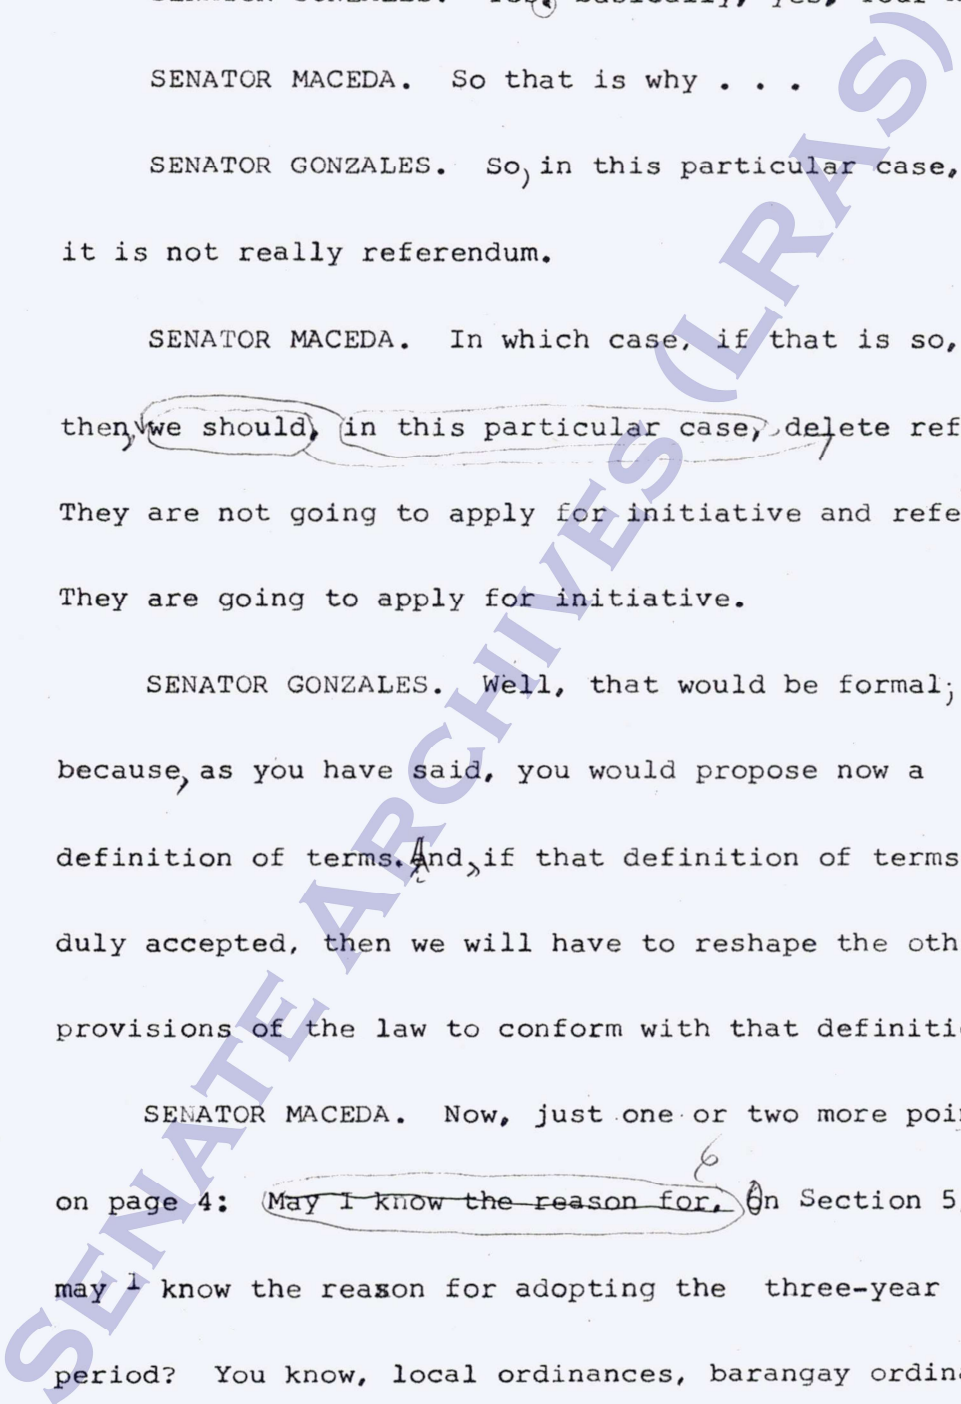 SENATOR GONZALES. Yes, basically, yes, Your
SENATOR MACEDA. So that is why . . .
SENATOR GONZALES. So, in this particular case,
it is not really referendum.
SENATOR MACEDA. In which case, if that is so,
then, we should, in this particular case, delete ref
They are not going to apply for initiative and refe
They are going to apply for initiative.
SENATOR GONZALES. Well, that would be formal;
because, as you have said, you would propose now a
definition of terms. And, if that definition of terms
duly accepted, then we will have to reshape the oth
provisions of the law to conform with that definiti
SENATOR MACEDA. Now, just one or two more poi
on page 4: May I know the reason for, On Section 5,
may I know the reason for adopting the three-year
period? You know, local ordinances, barangay ordin
SENATE ARCHIVES (LRAS)